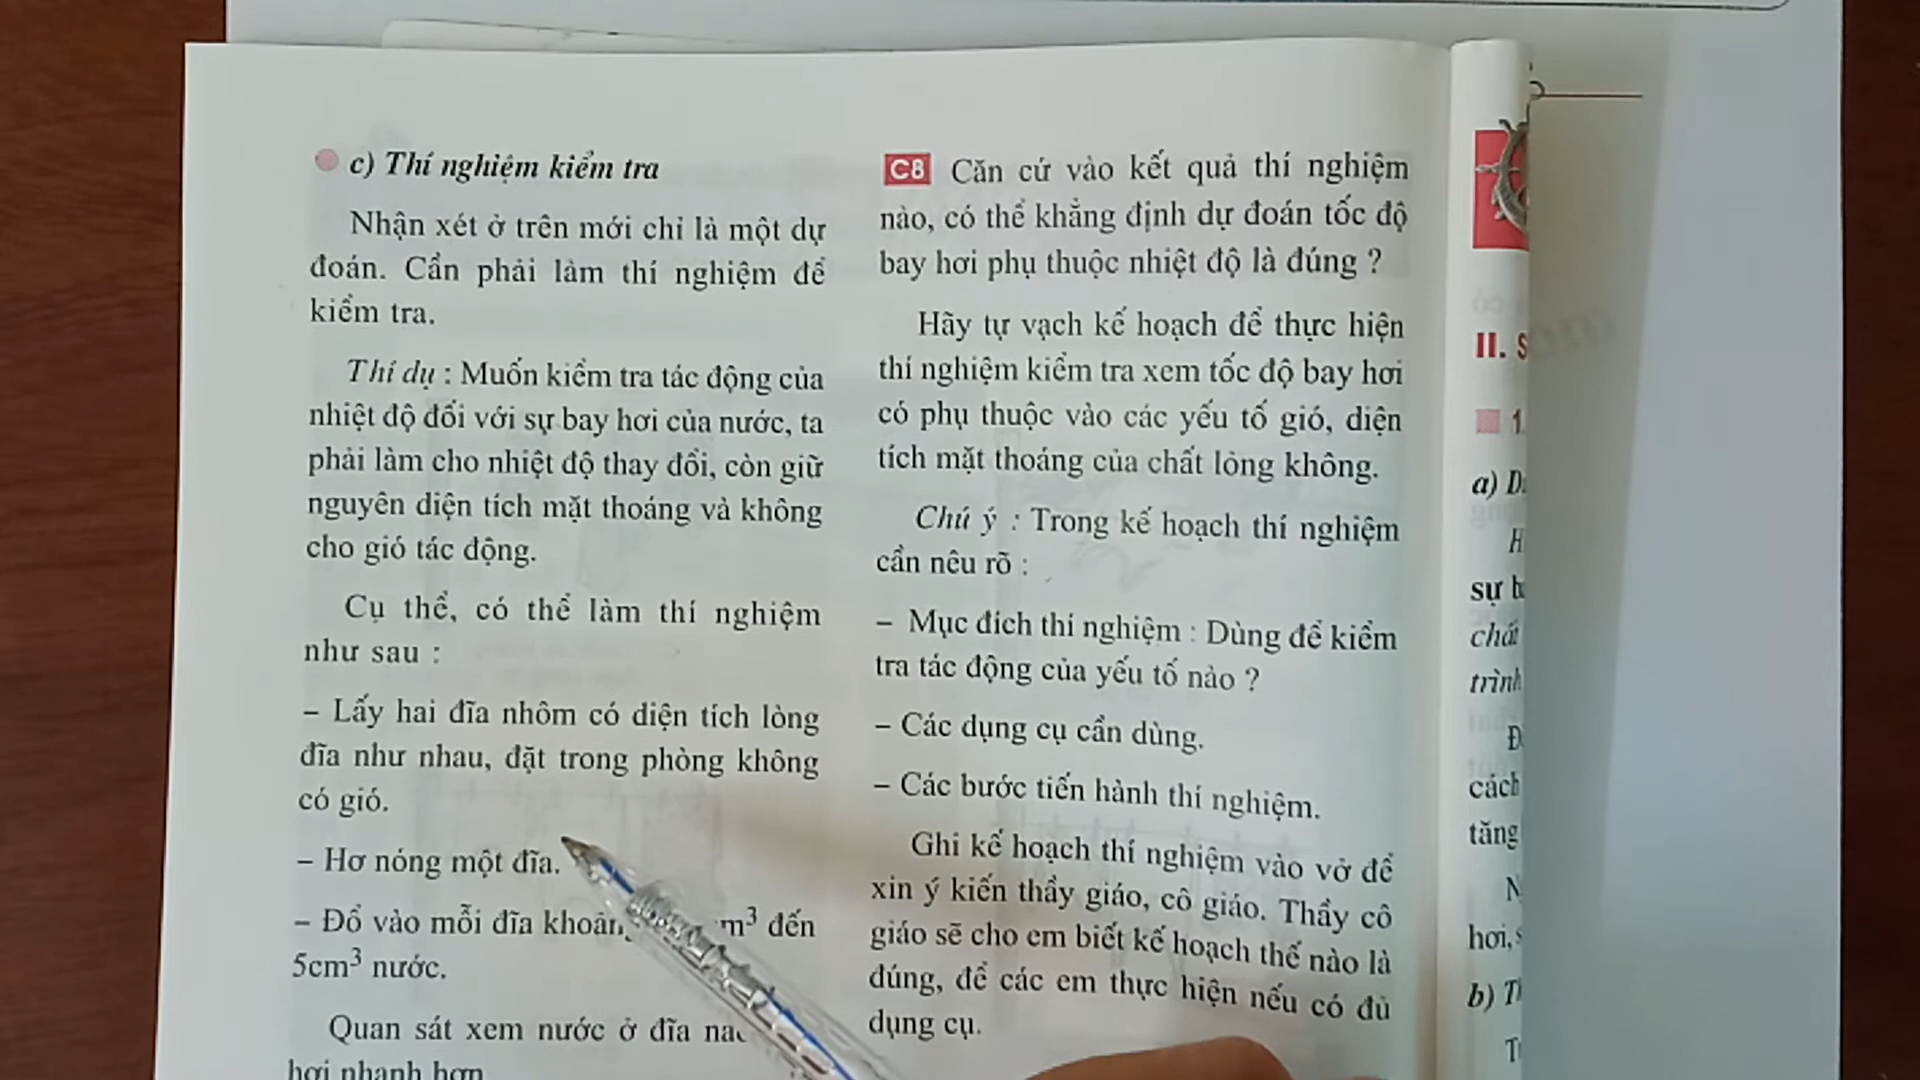 c) Thí nghiệm kiểm tra
Nhận xét ở trên mới chỉ là một dự
đoán. Cần phải làm thí nghiệm để
kiểm tra.
Thí dụ : Muốn kiểm tra tác động của
nhiệt độ đối với sự bay hơi của nước, ta
phải làm cho nhiệt độ thay đổi, còn giữ
nguyên diện tích mặt thoáng và không
cho gió tác động.
Cụ thể, có thể làm thí nghiệm
như sau :
– Lấy hai đĩa nhôm có diện tích lòng
đĩa như nhau, đặt trong phòng không
có gió.
– Hơ nóng một đĩa.
– Đổ vào mỗi đĩa đến
5cm³ nước.
Quan sát xem nước ở đĩa
hơi nhanh hơn
C8 Căn cứ vào kết quả thí nghiệm
nào, có thể khẳng định dự đoán tốc độ
bay hơi phụ thuộc nhiệt độ là đúng ?
Hãy tự vạch kế hoạch để thực hiện
thí nghiệm kiểm tra xem tốc độ bay hơi
có phụ thuộc vào các yếu tố gió, diện
tích mặt thoáng của chất lỏng không.
Chú ý : Trong kế hoạch thí nghiệm
cần nêu rõ :
– Mục đích thí nghiệm : Dùng để kiểm
tra tác động của yếu tố nào ?
– Các dụng cụ cần dùng.
– Các bước tiến hành thí nghiệm.
Ghi kế hoạch thí nghiệm vào vở để
xin ý kiến thầy giáo, cô giáo. Thầy cô
giáo sẽ cho em biết kế hoạch thế nào là
đúng, để các em thực hiện nếu có đủ
dụng cụ.
II.
1.
a)
sự
chất
trình
cách
tăng
hơi,
b)